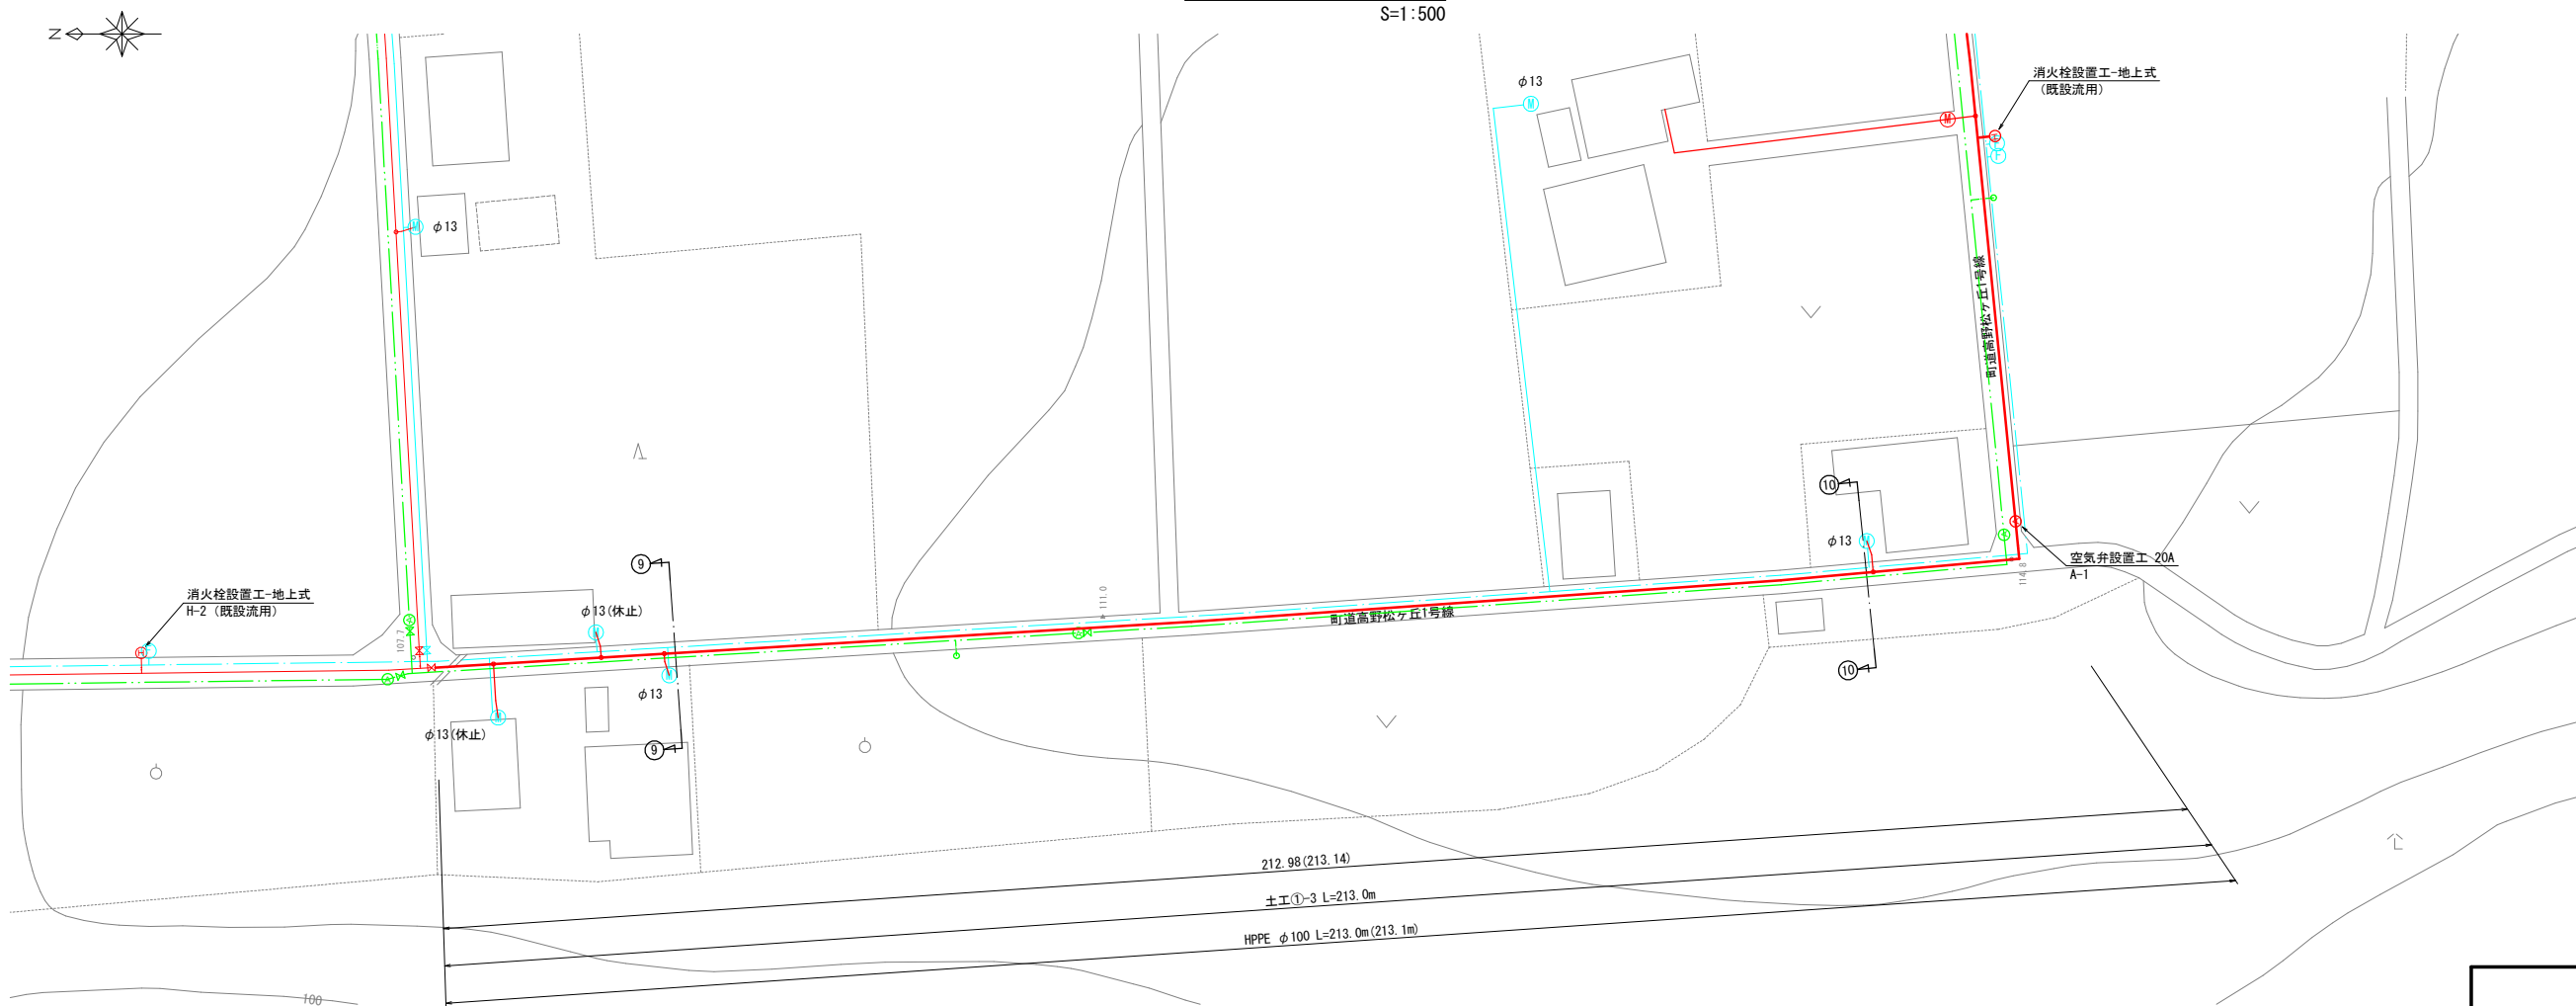 S=1:500
N
消火栓設置工-地上式
(既設流用)
φ13
M
M
H
F
F
M
φ13
町道高野松ヶ丘1号線
10
φ13
M
A
A
空気弁設置工 20A
A-1
114.8
9
消火栓設置工-地上式
H-2 (既設流用)
H
F
107.7
A
φ13(休止)
M
111.0
A
町道高野松ヶ丘1号線
M
φ13
A
M
φ13(休止)
9
10
212.98(213.14)
土工①-3 L=213.0m
HPPE φ100 L=213.0m(213.1m)
100